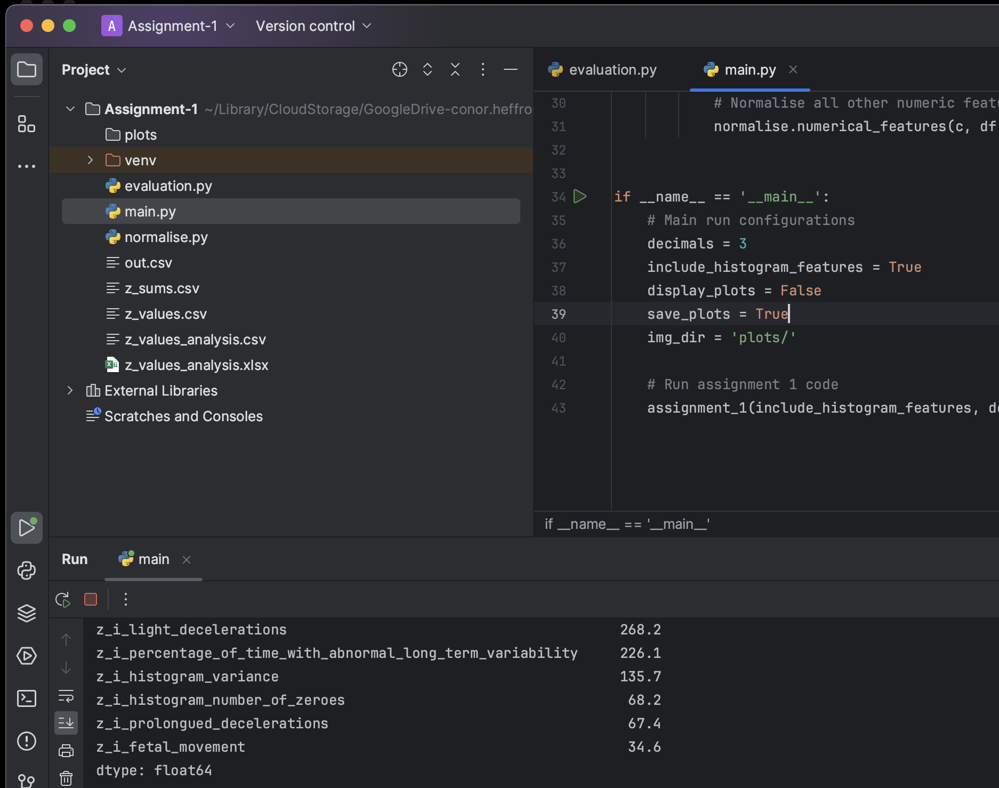 A Assignment-1 Version control
Project
Assignment-1 ~/Library/CloudStorage/GoogleDrive-conor.heffro
plots
venv
evaluation.py
main.py
normalise.py
out.csv
z_sums.csv
z_values.csv
z_values_analysis.csv
z_values_analysis.xlsx
External Libraries
Scratches and Consoles
evaluation.py main.py
30 # Normalise all other numeric featu
31 normalise.numerical_features(c, df
32
33
34 if __name__ == '__main__':
35 # Main run configurations
36 decimals = 3
37 include_histogram_features = True
38 display_plots = False
39 save_plots = True
40 img_dir = 'plots/'
41
42 # Run assignment 1 code
43 assignment_1(include_histogram_features, de
if __name__ == '__main__'
Run main
z_i_light_decelerations 268.2
z_i_percentage_of_time_with_abnormal_long_term_variability 226.1
z_i_histogram_variance 135.7
z_i_histogram_number_of_zeroes 68.2
z_i_prolongued_decelerations 67.4
z_i_fetal_movement 34.6
dtype: float64